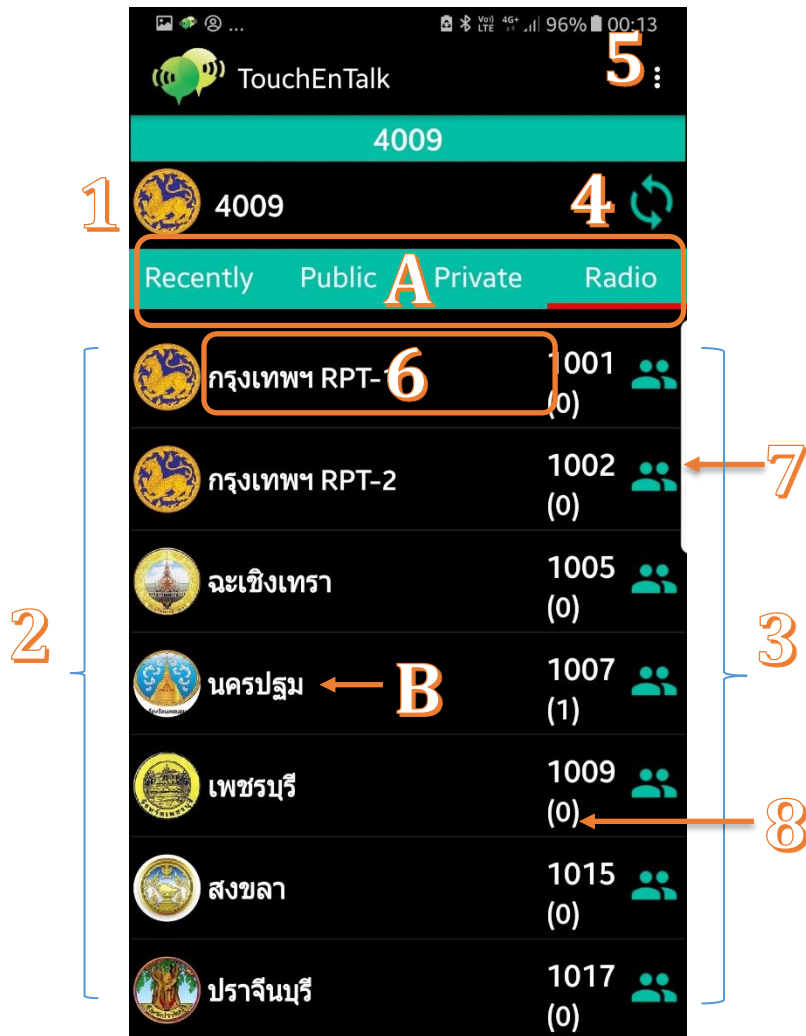 ... Vo)) LTE 4G+ 96% 00:13
TouchEnTalk 5
4009
1 4009 4
Recently Public A Private Radio
กรุงเทพฯ RPT- 6 1001
(0)
กรุงเทพฯ RPT-2 1002 7
(0)
ฉะเชิงเทรา 1005
(0)
2 3
นครปฐม B 1007
(1)
เพชรบุรี 1009
(0) 8
สงขลา 1015
(0)
ปราจีนบุรี 1017
(0)